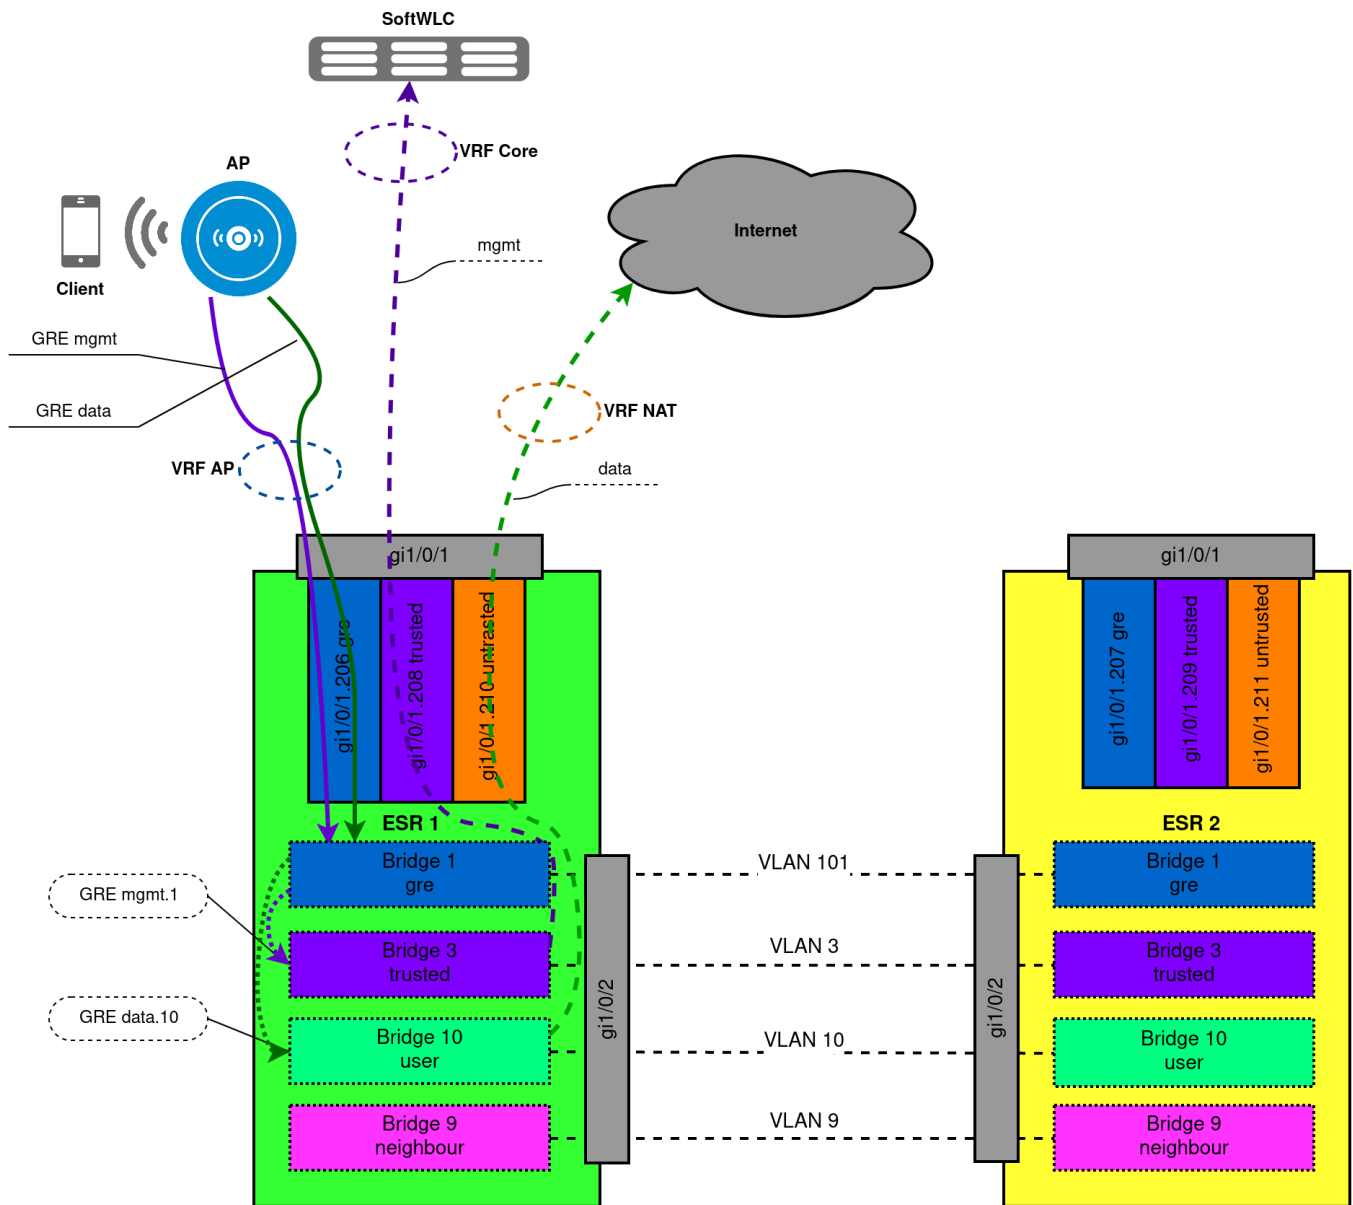 SoftWLC
VRF Core
AP
Internet
mgmt
Client
GRE mgmt
GRE data
VRF NAT
VRF AP
data
gi1/0/1
gi1/0/1
gi1/0/1.206 gre
gi1/0/1.208 trusted
gi1/0/1.210 untrasted
gi1/0/1.207 gre
gi1/0/1.209 trusted
gi1/0/1.211 untrusted
ESR 1
ESR 2
Bridge 1
gre
VLAN 101
Bridge 1
gre
GRE mgmt.1
Bridge 3
trusted
VLAN 3
Bridge 3
trusted
gi1/0/2
gi1/0/2
GRE data.10
Bridge 10
user
VLAN 10
Bridge 10
user
Bridge 9
neighbour
VLAN 9
Bridge 9
neighbour